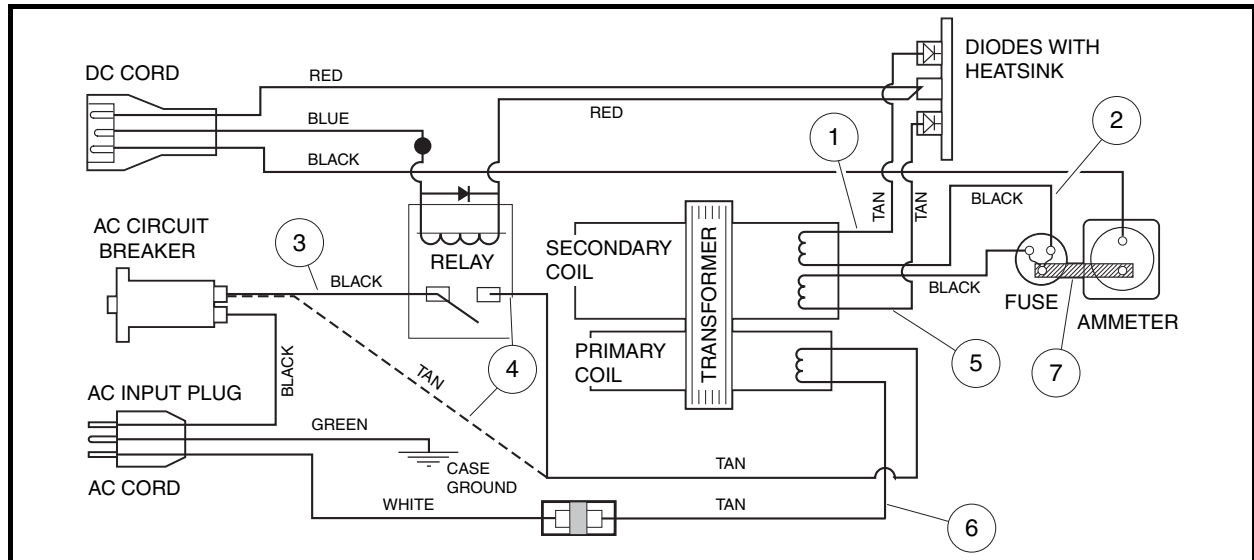 DC CORD
RED
BLUE
BLACK
RED
DIODES WITH
HEATSINK
1
2
TAN
TAN
BLACK
AC CIRCUIT
BREAKER
3
BLACK
RELAY
SECONDARY
COIL
TRANSFORMER
BLACK
FUSE
AMMETER
PRIMARY
COIL
4
5
7
TAN
BLACK
AC INPUT PLUG
GREEN
CASE
GROUND
AC CORD
TAN
WHITE
TAN
6